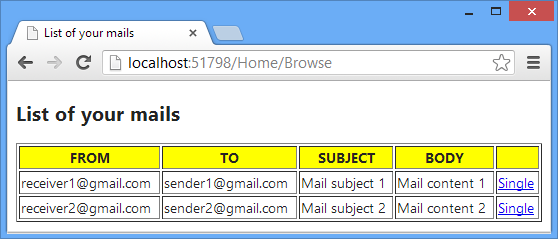 List of your mails
localhost:51798/Home/Browse
List of your mails
FROM TO SUBJECT BODY
receiver1@gmail.com sender1@gmail.com Mail subject 1 Mail content 1 Single
receiver2@gmail.com sender2@gmail.com Mail subject 2 Mail content 2 Single